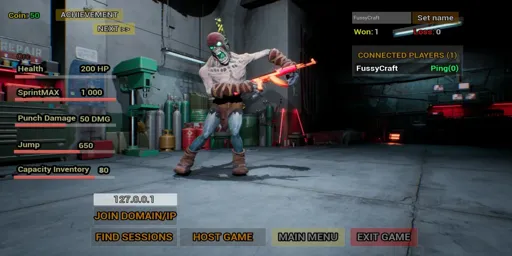 Coin:50
ACHIEVEMENT
NEXT >>
REPAIR
Health 200 HP
SprintMAX 1 000
Punch Damage 50 DMG
Jump 650
Capacity Inventory 80
127.0.0.1
JOIN DOMAIN/IP
FIND SESSIONS
HOST GAME
MAIN MENU
EXIT GAME
FussyCraft
Set name
Won: 1
Loss: 0
CONNECTED PLAYERS (1)
FussyCraft Ping(0)